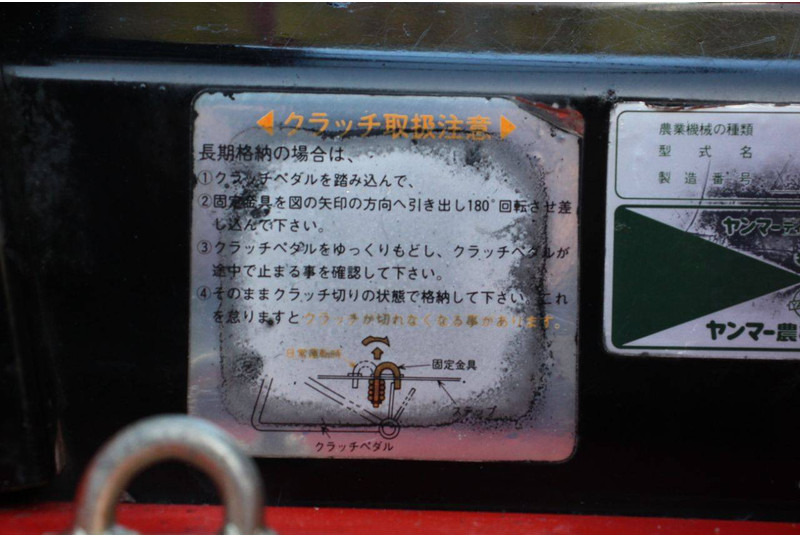 クラッチ取扱注意
長期格納の場合は、
①クラッチペダルを踏み込んで、
②固定金具を図の矢印の方向へ引き出し180°回転させ差
し込んで下さい。
③クラッチペダルをゆっくりもどし、クラッチペダルが
途中で止まる事を確認して下さい。
④そのままクラッチ切りの状態で格納して下さい。これ
を怠りますとクラッチが切れなくなる事があります。
固定金具
ステップ
クラッチペダル
農業機械の種類
型式名
製造番号
ヤンマーデ
ヤンマー農